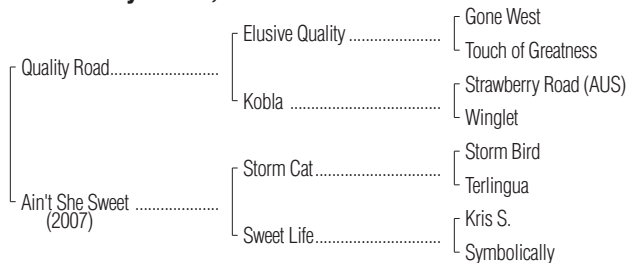 Gone West
Elusive Quality ....................
Touch of Greatness
Quality Road........................
Strawberry Road (AUS)
Kobla .................................
Winglet
Storm Bird
Storm Cat...........................
Terlingua
Ain't She Sweet ..................
(2007)
Kris S.
Sweet Life...........................
Symbolically